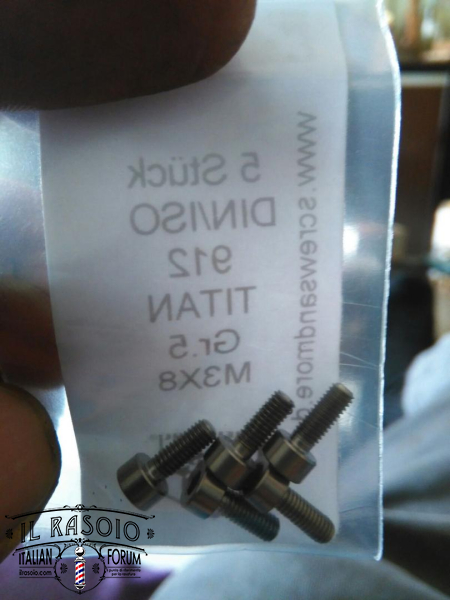 5 Stück
DIN/ISO
912
TITAN
Gr.5
M3X8
www.screwsandmore.d
IL RASOIO
ITALIAN FORUM
ilrasoio.com